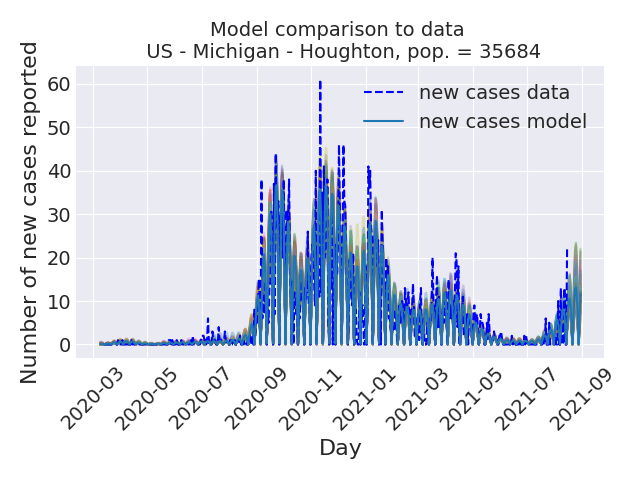 Model comparison to data
US - Michigan - Houghton, pop. = 35684
Number of new cases reported
60
50
40
30
20
10
0
new cases data
new cases model
2020-03
2020-05
2020-07
2020-09
2020-11
2021-01
2021-03
2021-05
2021-07
2021-09
Day